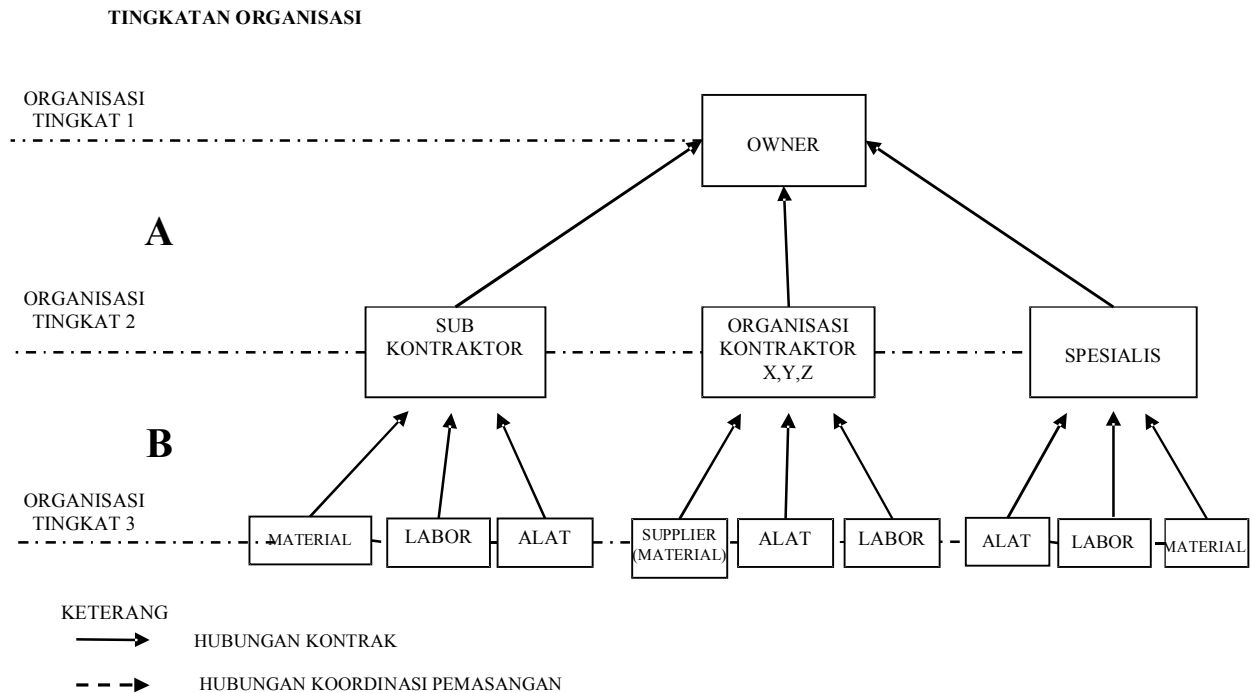 TINGKATAN ORGANISASI
ORGANISASI
TINGKAT 1
OWNER
A
ORGANISASI
TINGKAT 2
SUB
KONTRAKTOR
ORGANISASI
KONTRAKTOR
X,Y,Z
SPESIALIS
B
ORGANISASI
TINGKAT 3
MATERIAL
LABOR
ALAT
SUPPLIER
(MATERIAL)
ALAT
LABOR
ALAT
LABOR
MATERIAL
KETERANG
HUBUNGAN KONTRAK
HUBUNGAN KOORDINASI PEMASANGAN